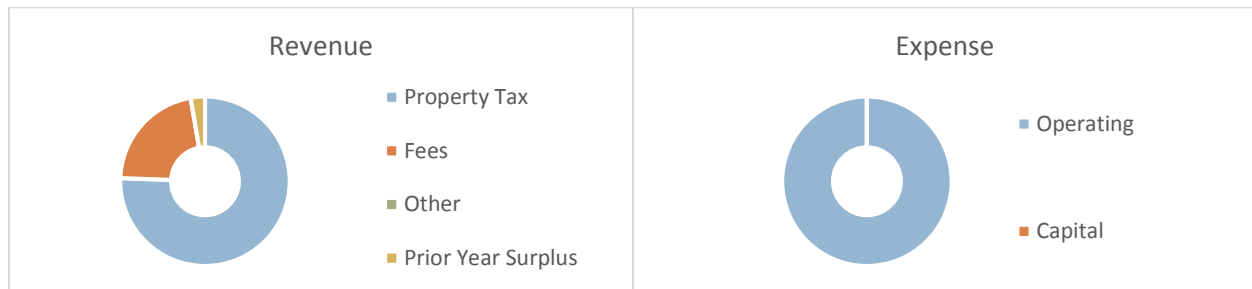 Revenue
Property Tax
Fees
Other
Prior Year Surplus
Expense
Operating
Capital